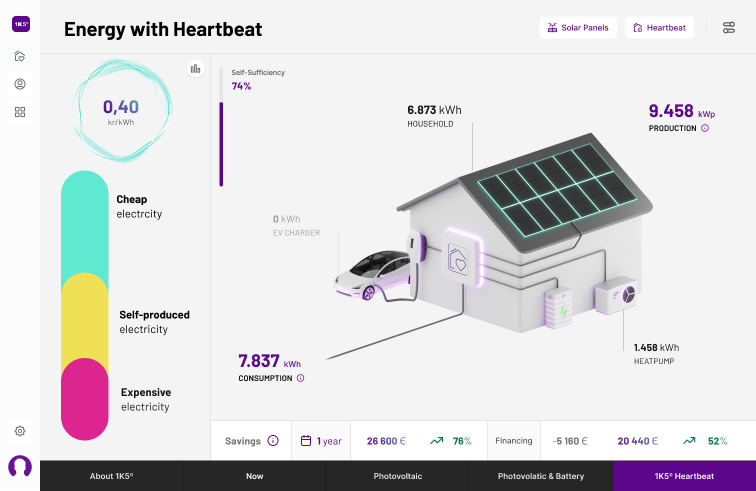 1K5°
Energy with Heartbeat
Solar Panels
Heartbeat
0,40
kr/kWh
Self-Sufficiency
74%
6.873 kWh
HOUSEHOLD
9.458 kWp
PRODUCTION
Cheap
electrcity
0 kWh
EV CHARGER
Self-produced
electricity
Expensive
electricity
7.837 kWh
CONSUMPTION
1.458 kWh
HEATPUMP
Savings
1 year
26 600 €
76%
Financing
-5 160 €
20 440 €
52%
About 1K5°
Now
Photovoltaic
Photovolatic & Battery
1K5° Heartbeat